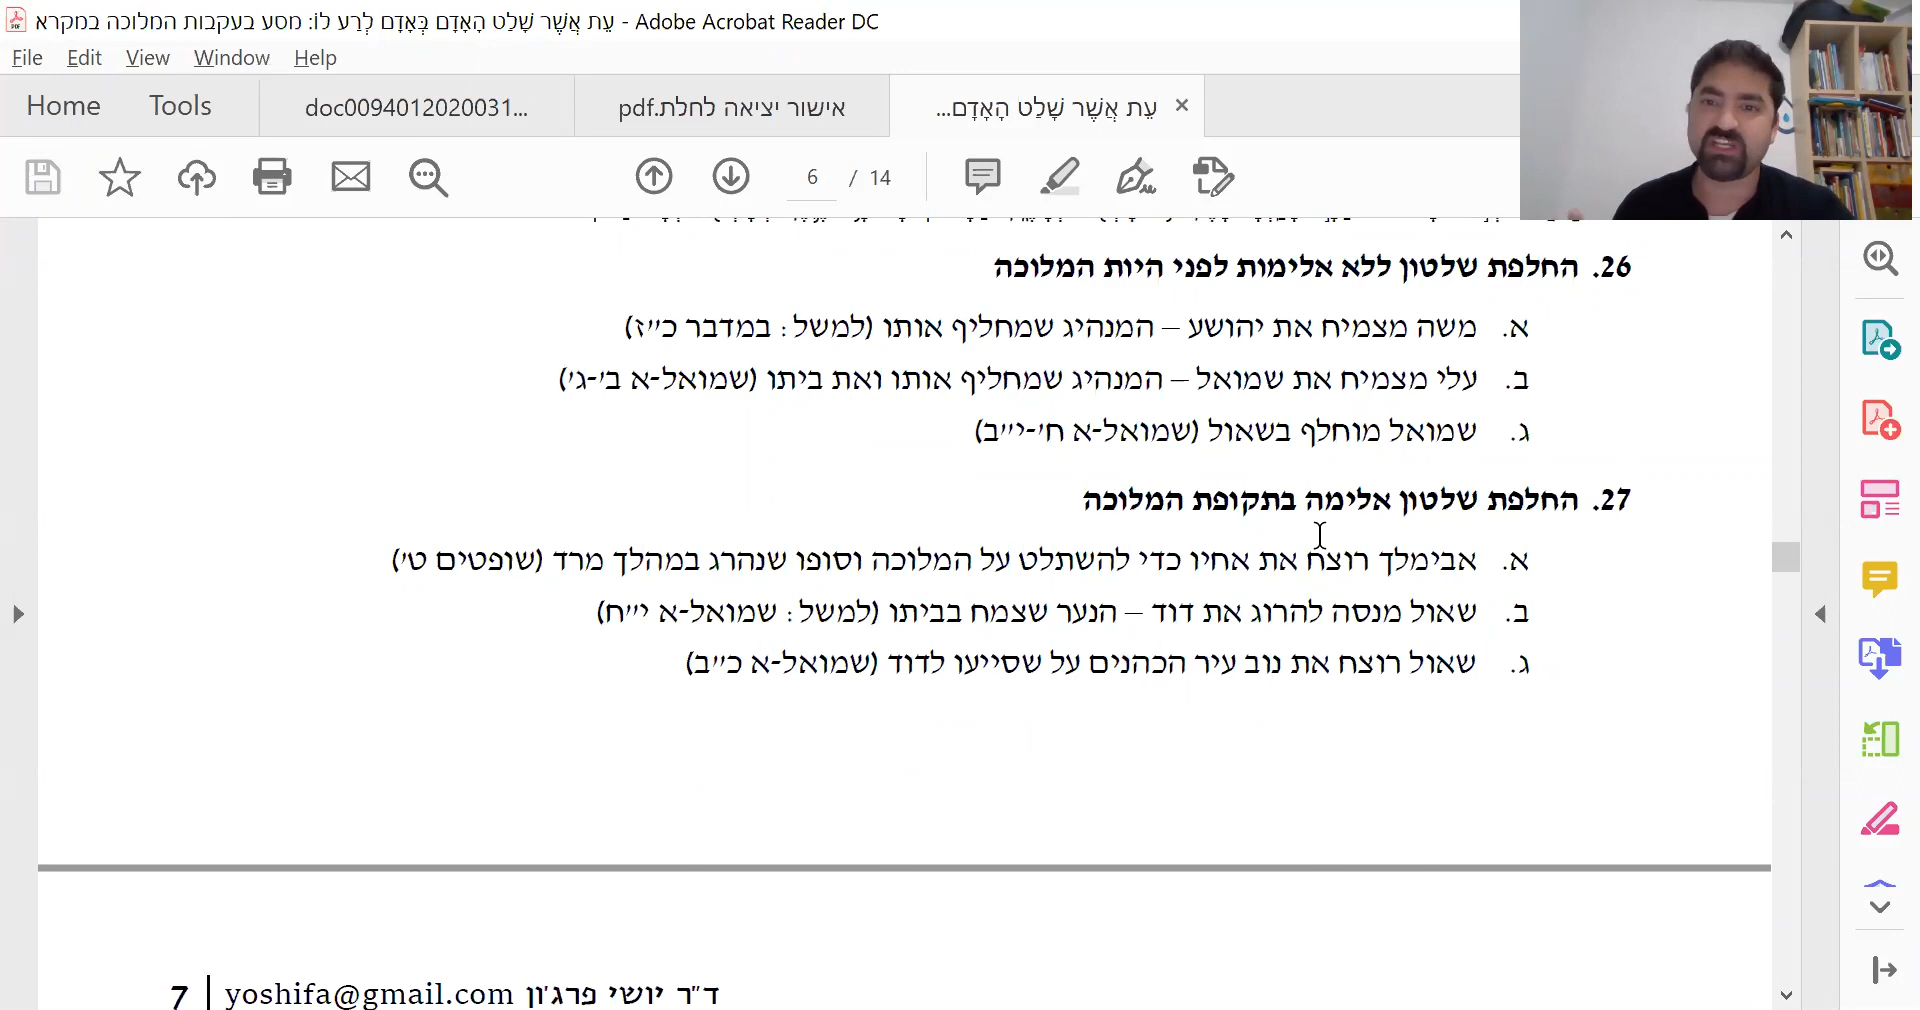 עֵת אֲשֶׁר שָׁלַט הָאָדָם בְּאָדָם לְרַע לוֹ: מסע בעקבות המלוכה במקרא - Adobe Acrobat Reader DC
File Edit View Window Help
Home Tools doc0094012020031... אישור יציאה לחלת.pdf עֵת אֲשֶׁר שָׁלַט הָאָדָם...
6 / 14
26. החלפת שלטון ללא אלימות לפני היות המלוכה
א. משה מצמיח את יהושע – המנהיג שמחליף אותו (למשל: במדבר כ״ז)
ב. עלי מצמיח את שמואל – המנהיג שמחליף אותו ואת ביתו (שמואל-א ב׳-ג׳)
ג. שמואל מוחלף בשאול (שמואל-א ח׳-י״ב)
27. החלפת שלטון אלימה בתקופת המלוכה
א. אבימלך רוצח את אחיו כדי להשתלט על המלוכה וסופו שנהרג במהלך מרד (שופטים ט׳)
ב. שאול מנסה להרוג את דוד – הנער שצמח בביתו (למשל: שמואל-א י״ח)
ג. שאול רוצח את נוב עיר הכהנים על שסייעו לדוד (שמואל-א כ״ב)
7 | yoshifa@gmail.com ד"ר יושי פרג'ון